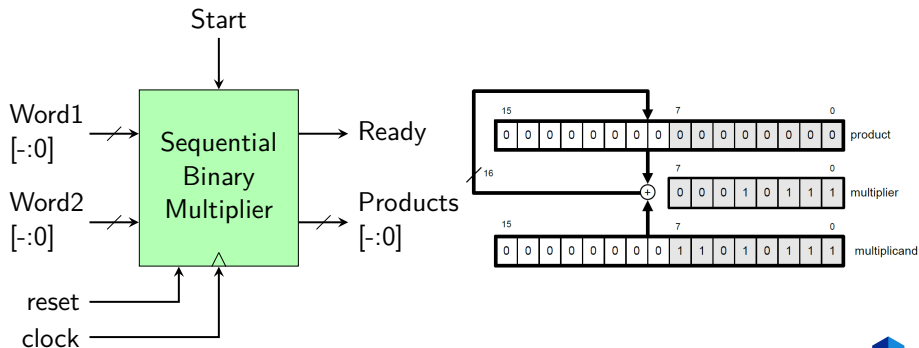 Start
Word1
[-:0]
Word2
[-:0]
Sequential
Binary
Multiplier
Ready
Products
[-:0]
reset
clock
15 7 0
0 0 0 0 0 0 0 0 0 0 0 0 0 0 0 0 product
16
7 0
+
0 0 0 1 0 1 1 1 multiplier
15 7 0
0 0 0 0 0 0 0 0 1 1 0 1 0 1 1 1 multiplicand